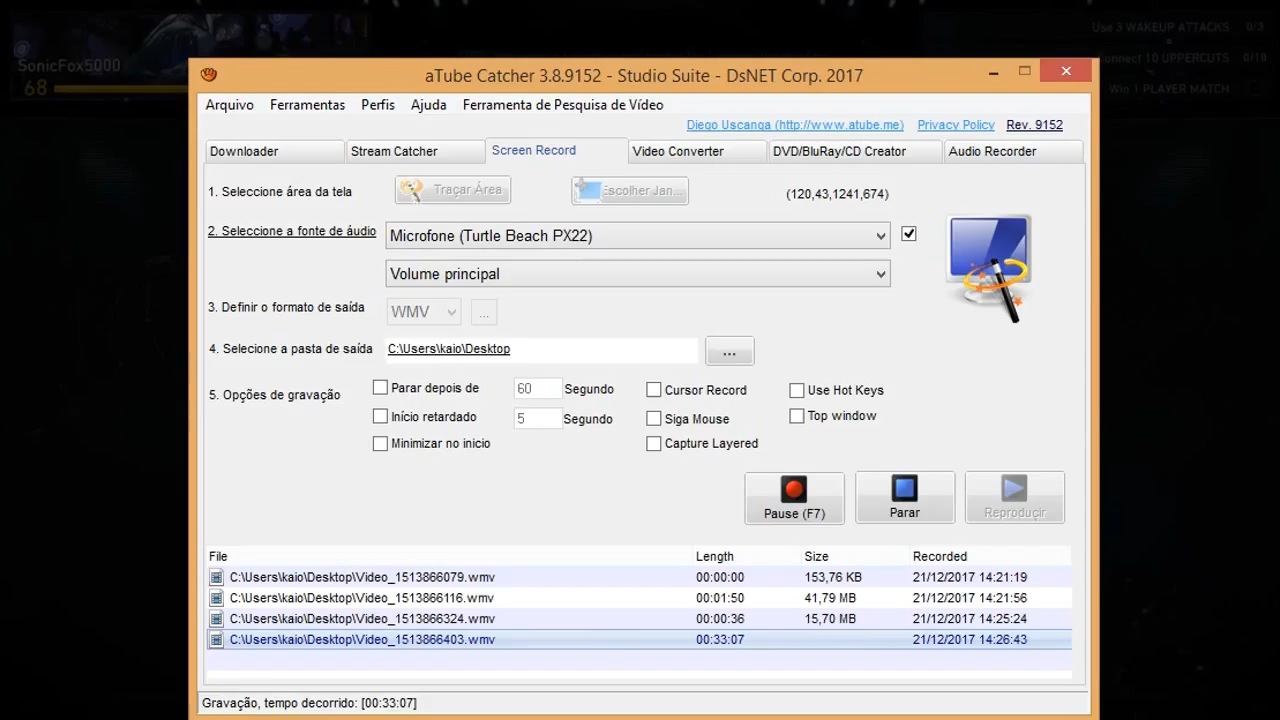 Use 3 WAKEUP ATTACKS 0/3
SonicFox5000
onnect 10 UPPERCUTS 0/10
68
Win 1 PLAYER MATCH
aTube Catcher 3.8.9152 - Studio Suite - DsNET Corp. 2017
Arquivo Ferramentas Perfis Ajuda Ferramenta de Pesquisa de Vídeo
Diego Uscanga (http://www.atube.me) Privacy Policy Rev. 9152
Downloader Stream Catcher Screen Record Video Converter DVD/BluRay/CD Creator Audio Recorder
1. Seleccione área da tela Traçar Área Escolher Jan... (120,43,1241,674)
2. Seleccione a fonte de áudio Microfone (Turtle Beach PX22)
Volume principal
3. Definir o formato de saída WMV ...
4. Selecione a pasta de saída C:\Users\kaio\Desktop ...
5. Opções de gravação
Parar depois de 60 Segundo Cursor Record Use Hot Keys
Início retardado 5 Segundo Siga Mouse Top window
Minimizar no inicio Capture Layered
Pause (F7) Parar Reproduçir
File Length Size Recorded
C:\Users\kaio\Desktop\Video_1513866079.wmv 00:00:00 153,76 KB 21/12/2017 14:21:19
C:\Users\kaio\Desktop\Video_1513866116.wmv 00:01:50 41,79 MB 21/12/2017 14:21:56
C:\Users\kaio\Desktop\Video_1513866324.wmv 00:00:36 15,70 MB 21/12/2017 14:25:24
C:\Users\kaio\Desktop\Video_1513866403.wmv 00:33:07 21/12/2017 14:26:43
Gravação, tempo decorrido: [00:33:07]